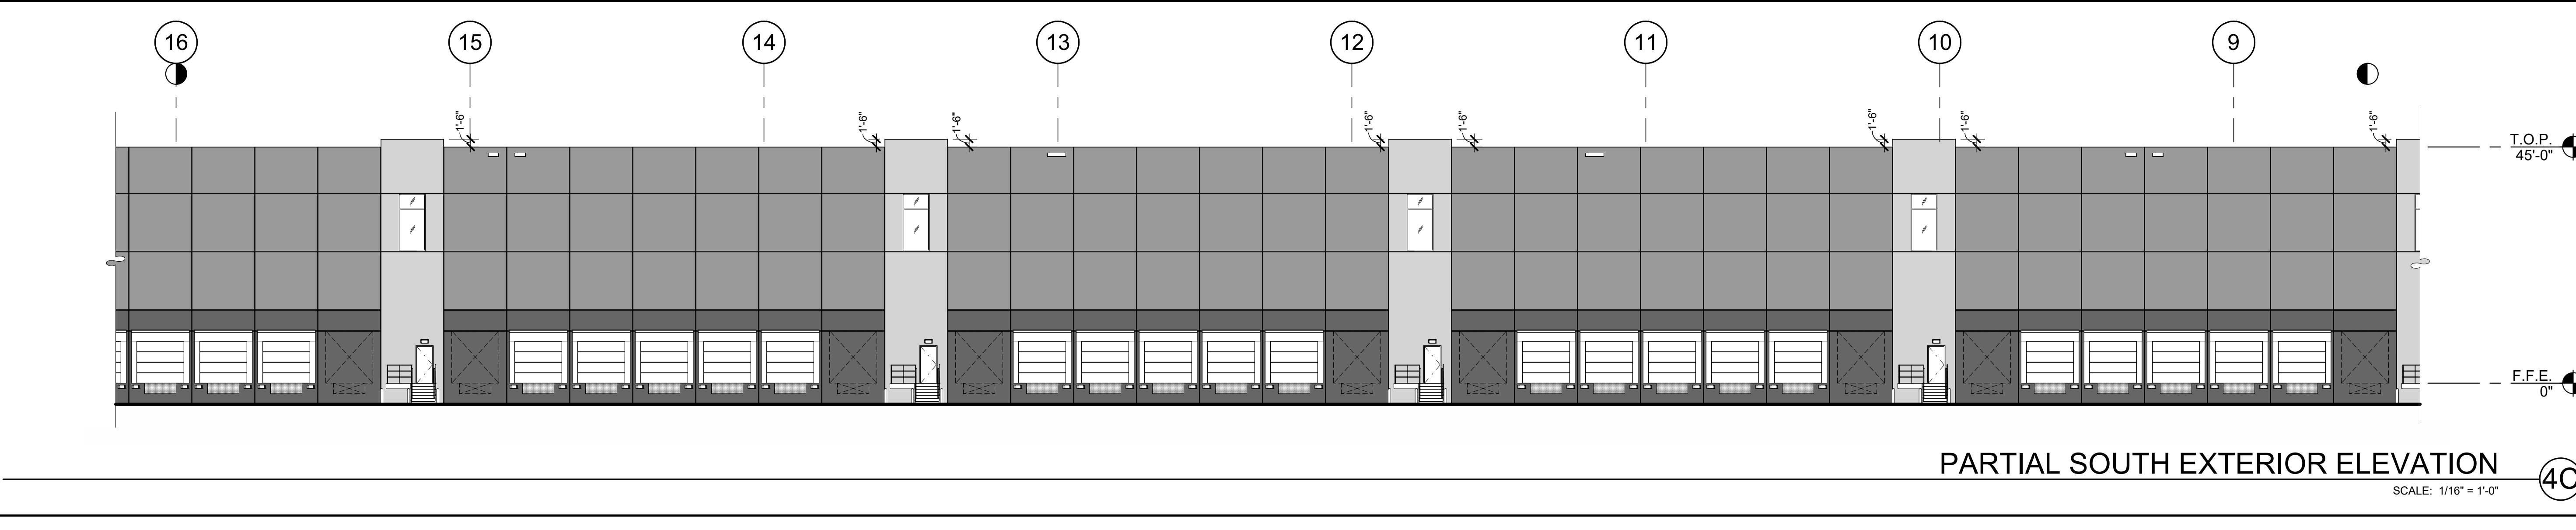 16 15 14 13 12 11 10 9
1'-6" 1'-6" 1'-6" 1'-6" 1'-6" 1'-6" 1'-6" 1'-6"
T.O.P.
45'-0"
F.F.E.
0"
PARTIAL SOUTH EXTERIOR ELEVATION
SCALE: 1/16" = 1'-0"